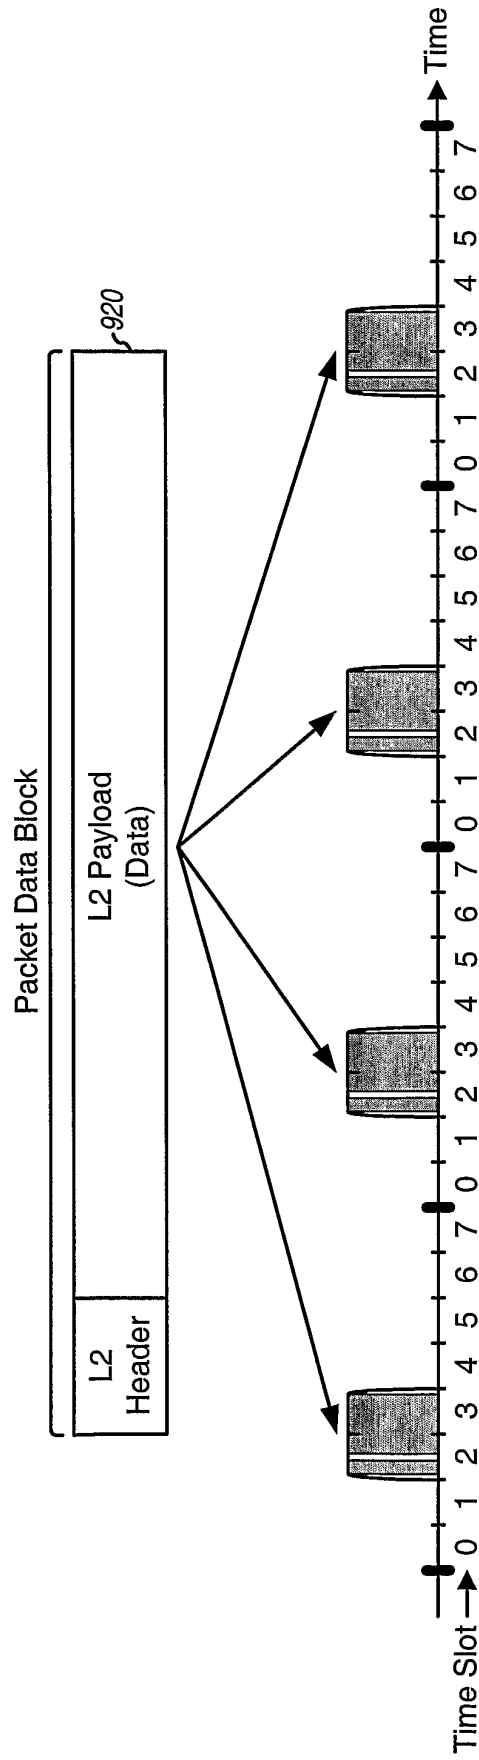 Packet Data Block
920
L2
Header
L2 Payload
(Data)
Time Slot
0 1 2 3 4 5 6 7 0 1 2 3 4 5 6 7 0 1 2 3 4 5 6 7 0 1 2 3 4 5 6 7
Time